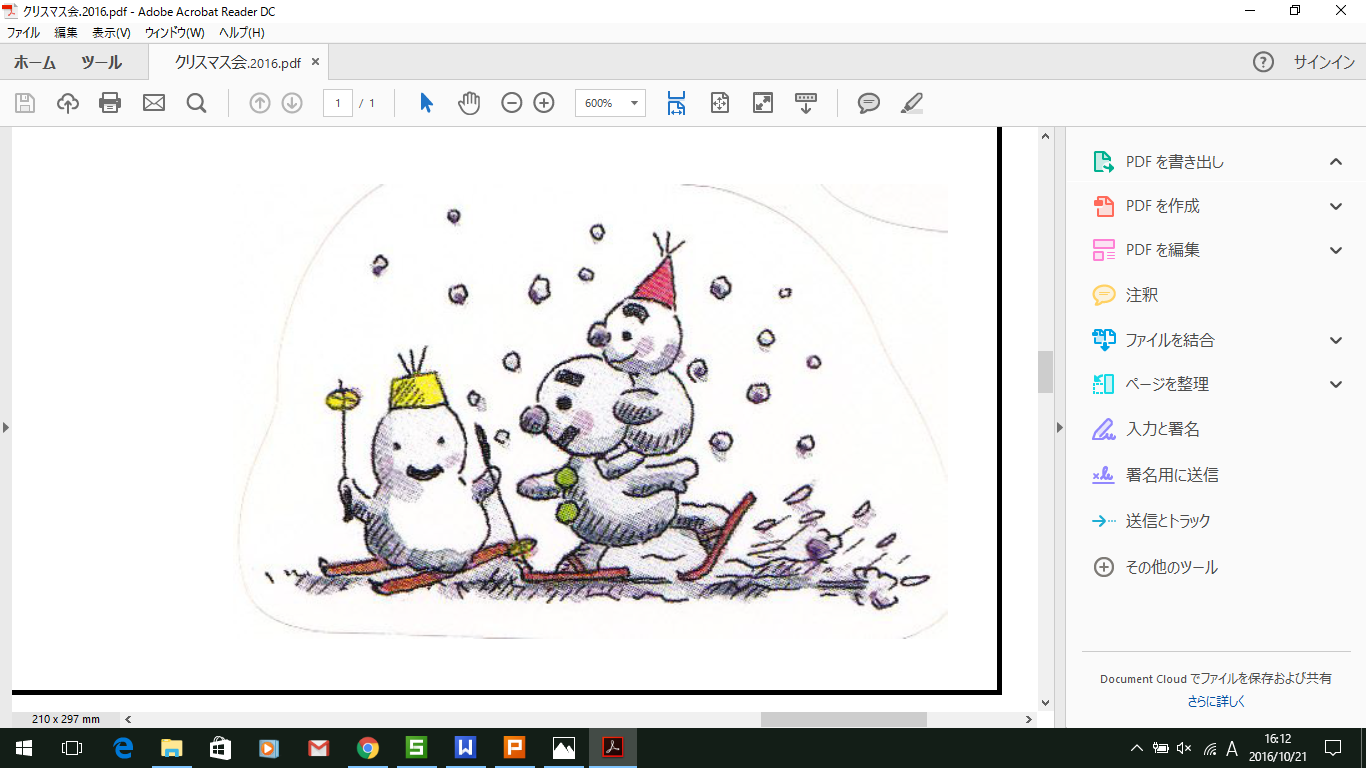 クリスマス会.2016.pdf - Adobe Acrobat Reader DC
ファイル 編集 表示(V) ウィンドウ(W) ヘルプ(H)
ホーム ツール クリスマス会.2016.pdf ×
サインイン
1 / 1
600%
PDF を書き出し
PDF を作成
PDF を編集
注釈
ファイルを結合
ページを整理
入力と署名
署名用に送信
送信とトラック
その他のツール
Document Cloud でファイルを保存および共有
さらに詳しく
210 x 297 mm
16:12
A
2016/10/21